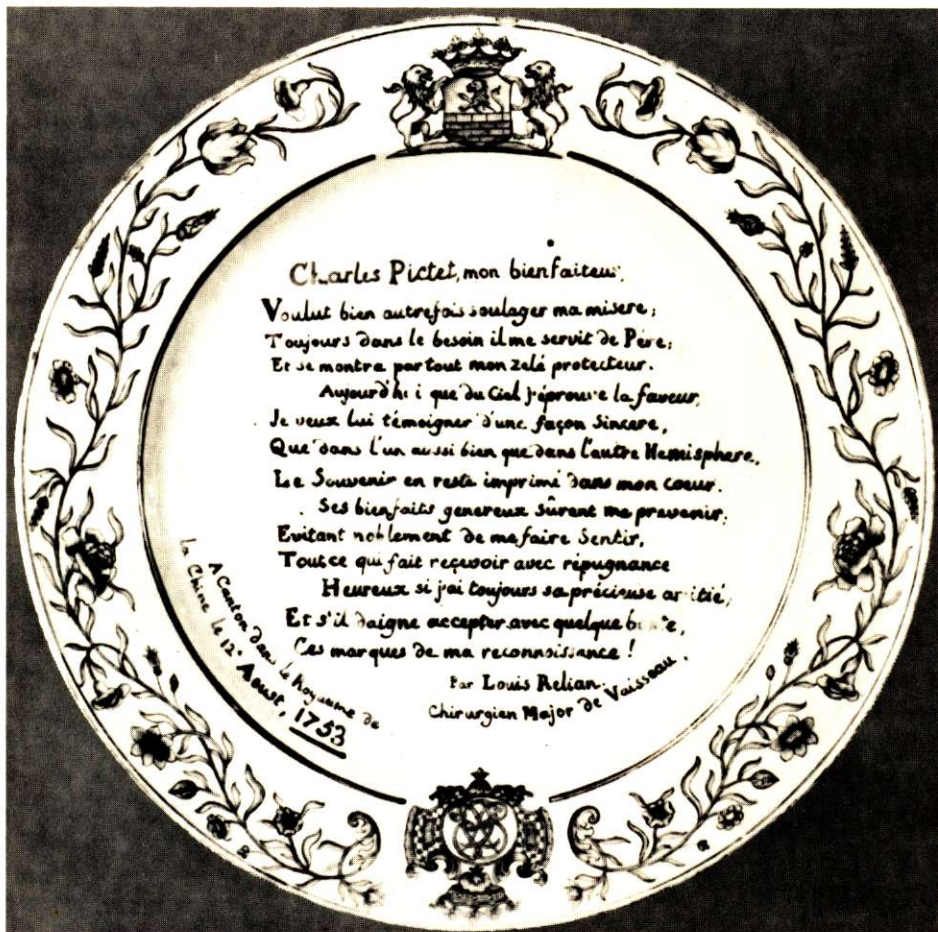 Charles Pictet, mon bienfaiteur,
Voulut bien autrefois soulager ma misere;
Toujours dans le besoin il me servit de Pére;
Et se montra partout mon zelé protecteur.
Aujourd'hui que du Ciel j'éprouve la faveur,
Je veux lui témoigner d'une façon Sincere,
Que dans l'un aussi bien que dans l'autre Hemisphere,
Le Souvenir en reste imprimé dans mon coeur.
Ses bienfaits genereux sûrent me prevenir;
Evitant noblement de me faire Sentir,
Tout ce qui fait reçevoir avec répugnance
Heureux si j'ai toujours sa précieuse amitié,
Et s'il daigne accepter avec quelque
Ces marques de ma reconnoissance!
Par Louis Relian.
Chirurgien Major de Vaisseau.
A Canton dans le Royaume de
la Chine le 12e Aoust, 1753